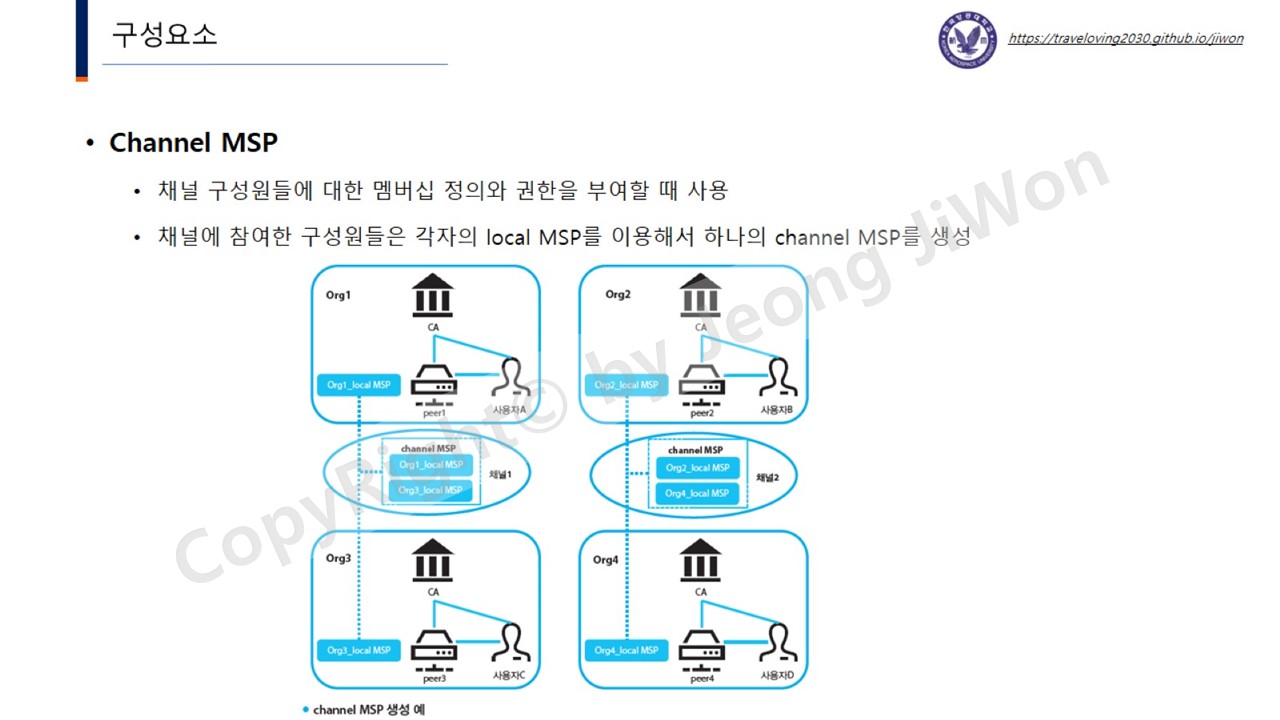 구성요소
https://traveloving2030.github.io/jiwon
• Channel MSP
• 채널 구성원들에 대한 멤버십 정의와 권한을 부여할 때 사용
• 채널에 참여한 구성원들은 각자의 local MSP를 이용해서 하나의 channel MSP를 생성
Org1
CA
Org1_local MSP
peer1
사용자A
Org2
CA
Org2_local MSP
peer2
사용자B
channel MSP
Org1_local MSP
Org3_local MSP
채널1
channel MSP
Org2_local MSP
Org4_local MSP
채널2
Org3
CA
Org3_local MSP
peer3
사용자C
Org4
CA
Org4_local MSP
peer4
사용자D
• channel MSP 생성 예
CopyRight© by Jeong JiWon